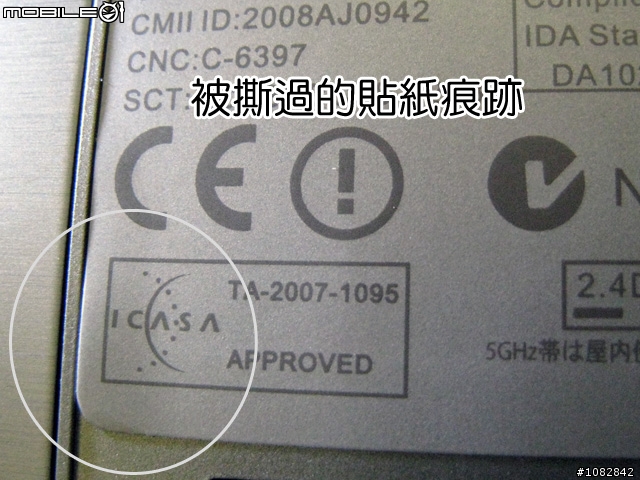 MOBILE01
CMII ID:2008AJ0942
CNC:C-6397
SCT:
IDA Sta
DA10
被撕過的貼紙痕跡
CE
N
ICASA
TA-2007-1095
APPROVED
2.4D
5GHz帯は屋内
#1082842